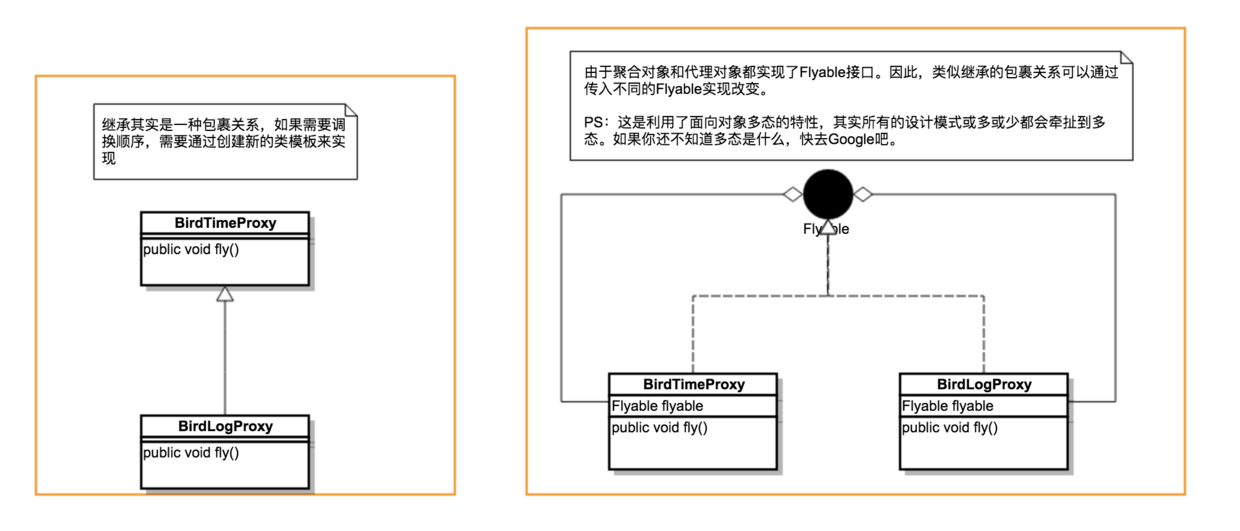 继承其实是一种包裹关系，如果需要调
换顺序，需要通过创建新的类模板来实
现
BirdTimeProxy
public void fly()
BirdLogProxy
public void fly()
由于聚合对象和代理对象都实现了Flyable接口。因此，类似继承的包裹关系可以通过
传入不同的Flyable实现改变。
PS：这是利用了面向对象多态的特性，其实所有的设计模式或多或少都会牵扯到多
态。如果你还不知道多态是什么，快去Google吧。
Flyable
BirdTimeProxy
Flyable flyable
public void fly()
BirdLogProxy
Flyable flyable
public void fly()